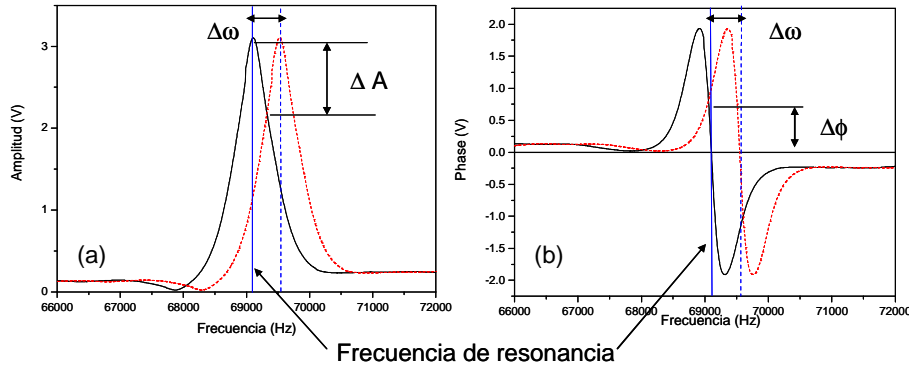 Δω
Δ A
Amplitud (V)
3
2
1
0
(a)
66000 67000 68000 69000 70000 71000 72000
Frecuencia (Hz)
Δω
Δϕ
Phase (V)
2.0
1.5
1.0
0.5
0.0
-0.5
-1.0
-1.5
-2.0
(b)
66000 67000 68000 69000 70000 71000 72000
Frecuencia (Hz)
Frecuencia de resonancia